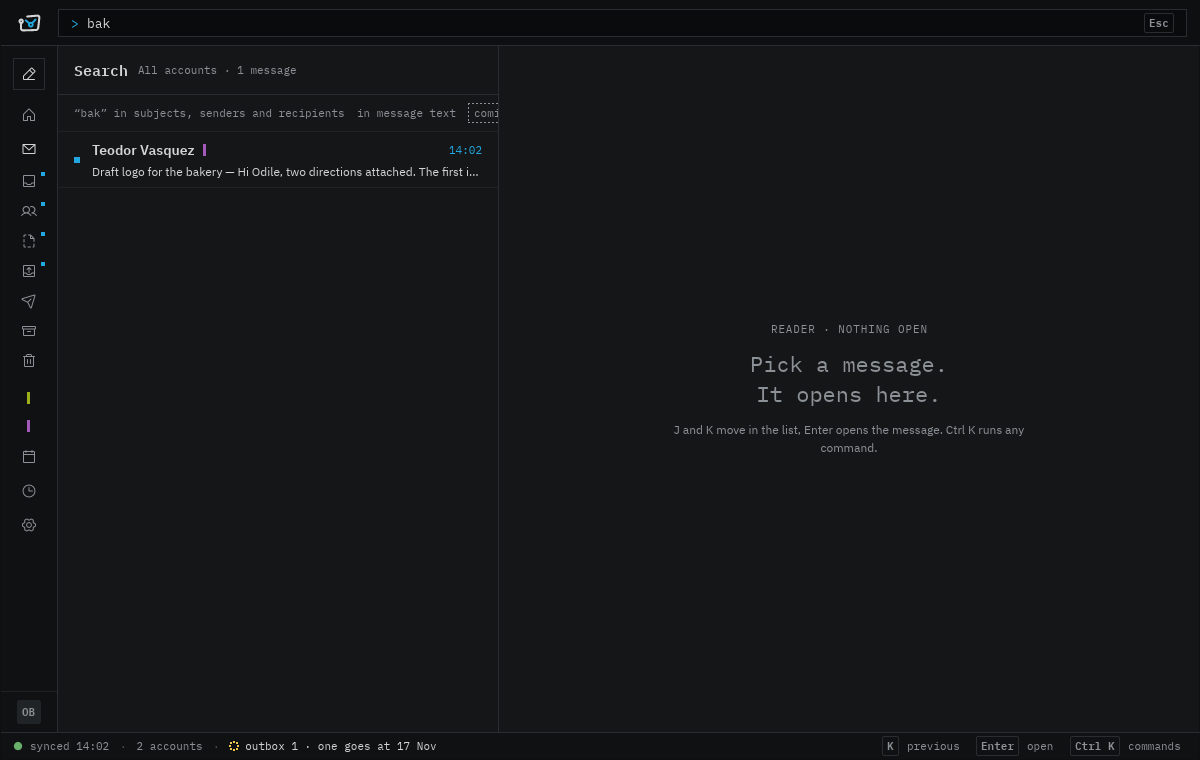 > bak Esc
Search All accounts · 1 message
“bak” in subjects, senders and recipients in message text comi
Teodor Vasquez 14:02
Draft logo for the bakery — Hi Odile, two directions attached. The first i…
READER · NOTHING OPEN
Pick a message.
It opens here.
J and K move in the list, Enter opens the message. Ctrl K runs any
command.
OB
synced 14:02 · 2 accounts · outbox 1 · one goes at 17 Nov K previous Enter open Ctrl K commands